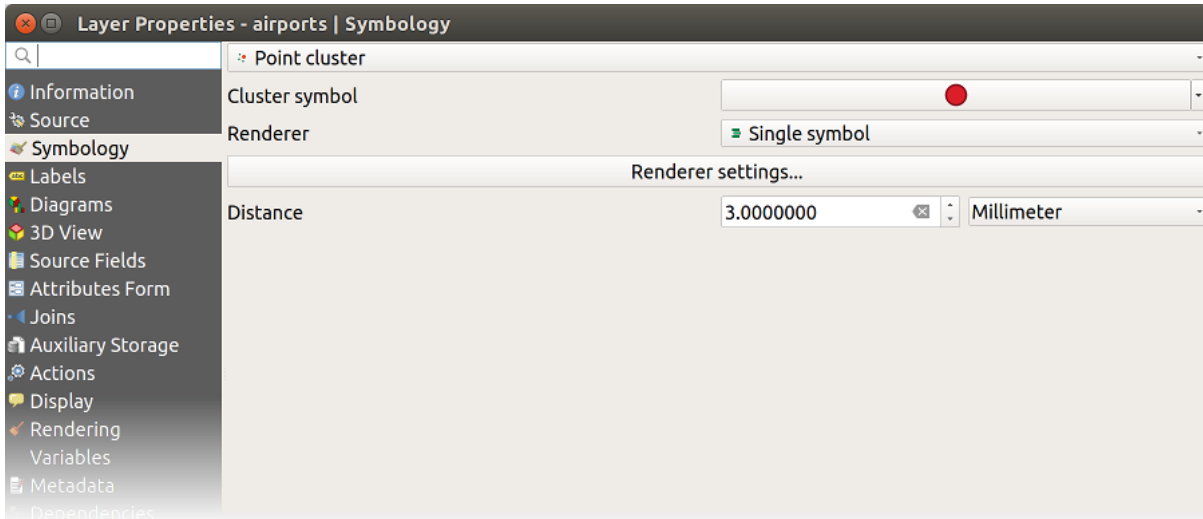 Layer Properties - airports | Symbology
Point cluster
Information
Cluster symbol
Source
Renderer
Single symbol
Symbology
Renderer settings...
Labels
Diagrams
Distance
3.0000000
Millimeter
3D View
Source Fields
Attributes Form
Joins
Auxiliary Storage
Actions
Display
Rendering
Variables
Metadata
Dependencies